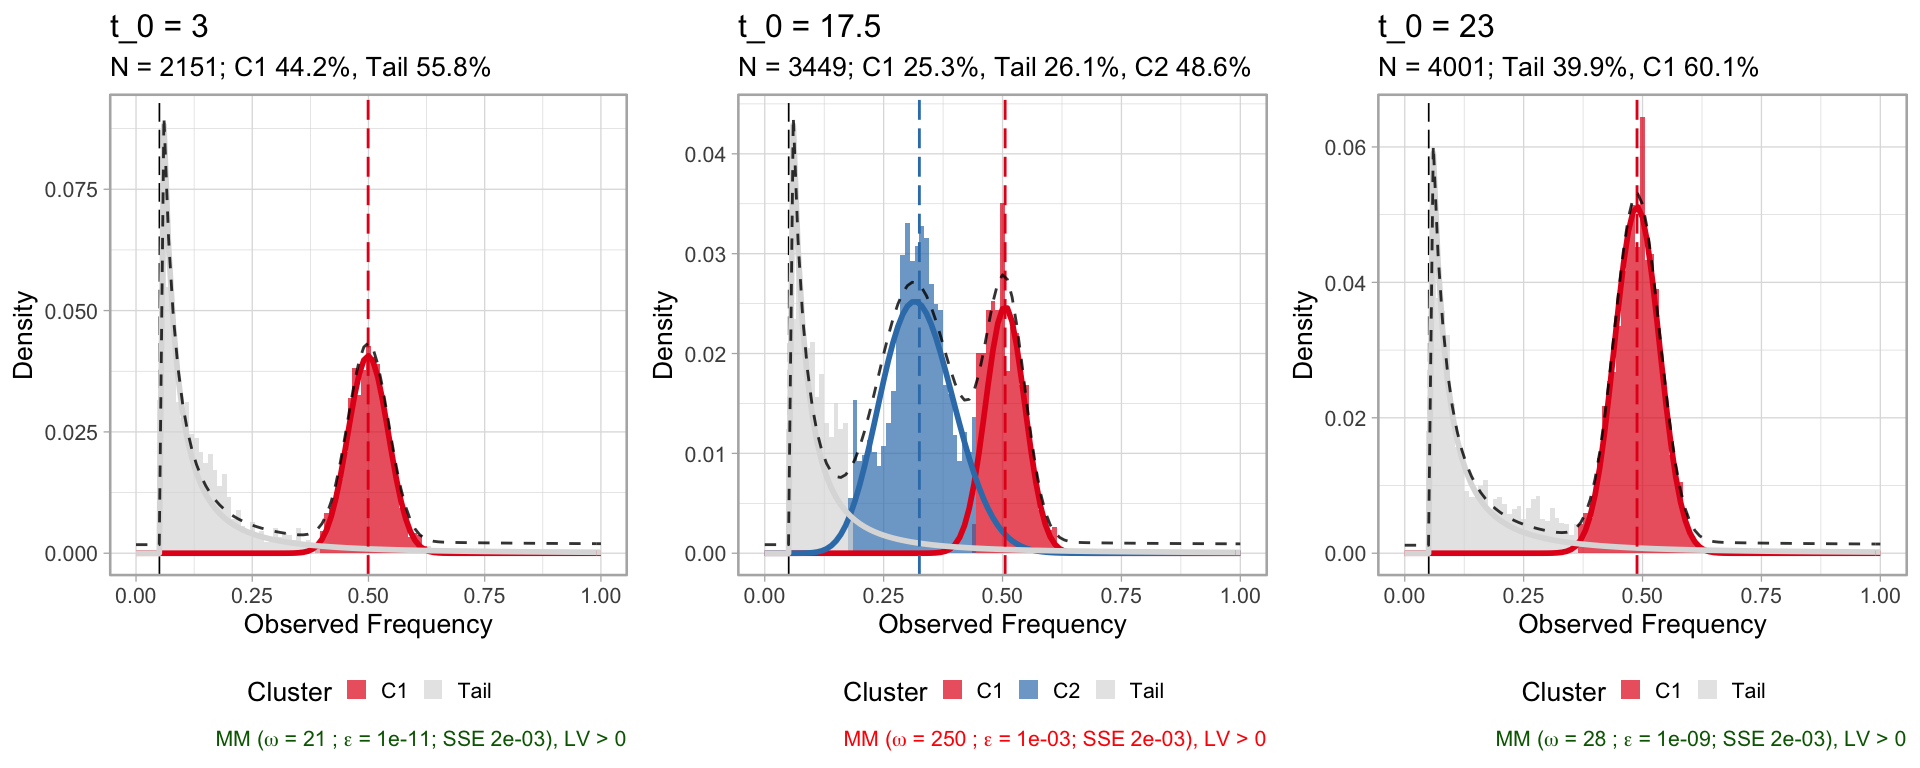 t_0 = 3
N = 2151; C1 44.2%, Tail 55.8%
Density
0.075
0.050
0.025
0.000
0.00 0.25 0.50 0.75 1.00
Observed Frequency
Cluster C1 Tail
MM (ω = 21 ; ε = 1e-11; SSE 2e-03), LV > 0
t_0 = 17.5
N = 3449; C1 25.3%, Tail 26.1%, C2 48.6%
Density
0.04
0.03
0.02
0.01
0.00
0.00 0.25 0.50 0.75 1.00
Observed Frequency
Cluster C1 C2 Tail
MM (ω = 250 ; ε = 1e-03; SSE 2e-03), LV > 0
t_0 = 23
N = 4001; Tail 39.9%, C1 60.1%
Density
0.06
0.04
0.02
0.00
0.00 0.25 0.50 0.75 1.00
Observed Frequency
Cluster C1 Tail
MM (ω = 28 ; ε = 1e-09; SSE 2e-03), LV > 0